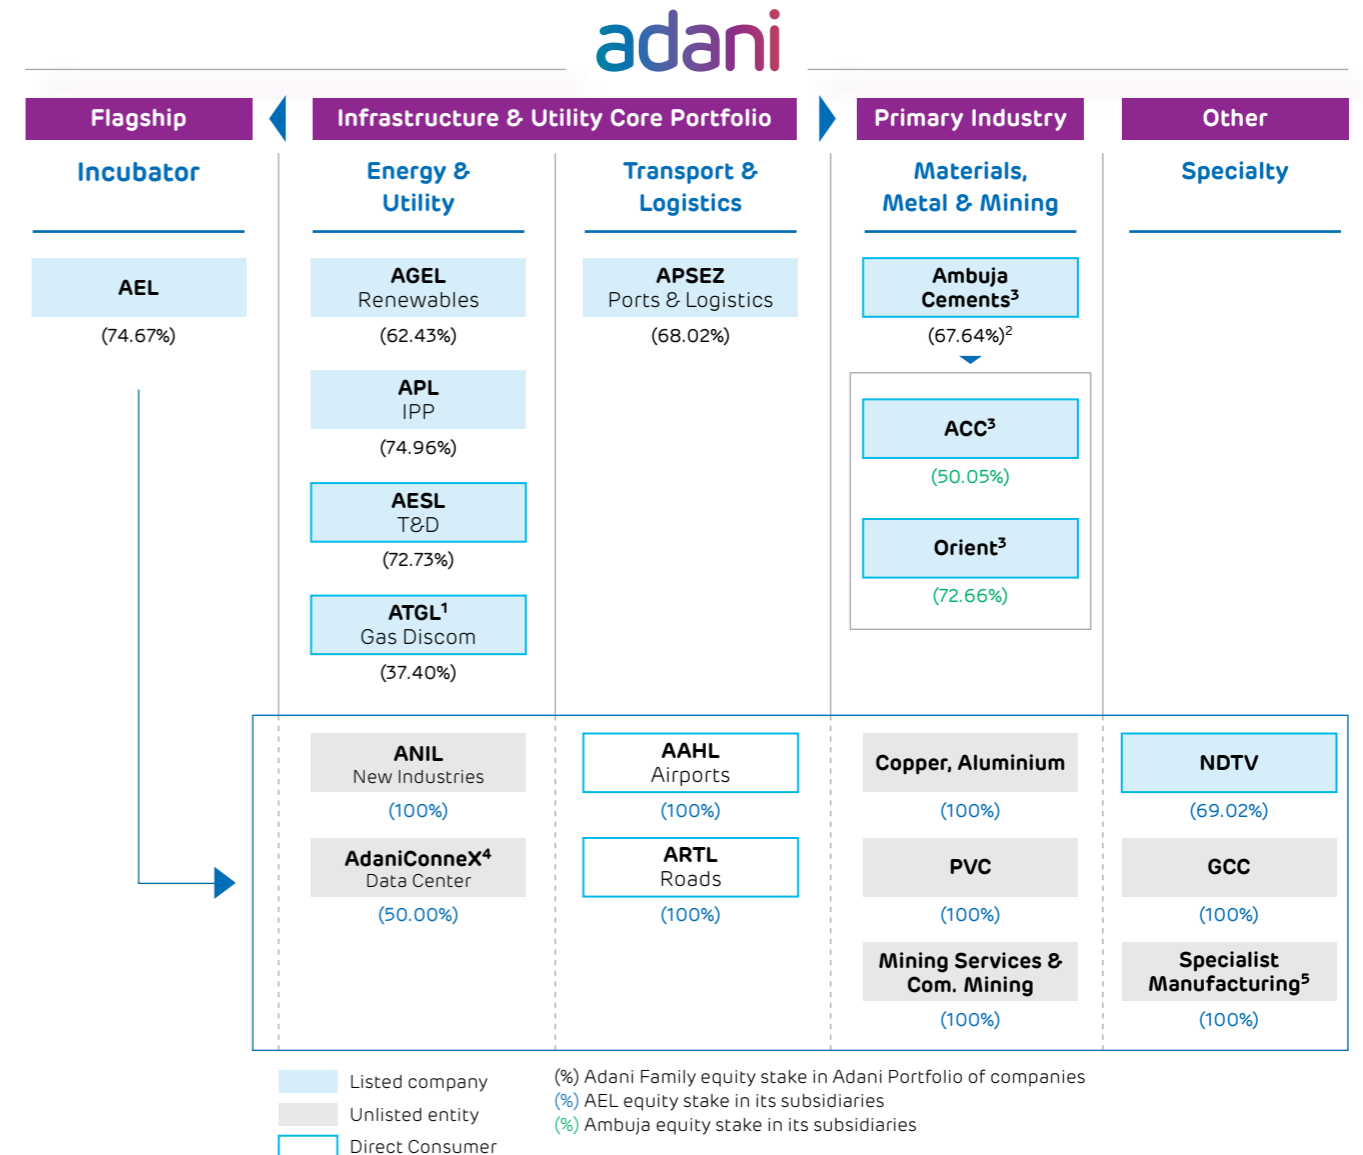 adani
Flagship
Infrastructure & Utility Core Portfolio
Primary Industry
Other
Incubator
Energy &
Utility
Transport &
Logistics
Materials,
Metal & Mining
Specialty
AEL
(74.67%)
AGEL
Renewables
(62.43%)
APL
IPP
(74.96%)
AESL
T&D
(72.73%)
ATGL¹
Gas Discom
(37.40%)
APSEZ
Ports & Logistics
(68.02%)
Ambuja
Cements³
(67.64%)²
ACC³
(50.05%)
Orient³
(72.66%)
ANIL
New Industries
(100%)
AdaniConneX⁴
Data Center
(50.00%)
AAHL
Airports
(100%)
ARTL
Roads
(100%)
Copper, Aluminium
(100%)
PVC
(100%)
Mining Services &
Com. Mining
(100%)
NDTV
(69.02%)
GCC
(100%)
Specialist
Manufacturing⁵
(100%)
Listed company
Unlisted entity
Direct Consumer
(%) Adani Family equity stake in Adani Portfolio of companies
(%) AEL equity stake in its subsidiaries
(%) Ambuja equity stake in its subsidiaries